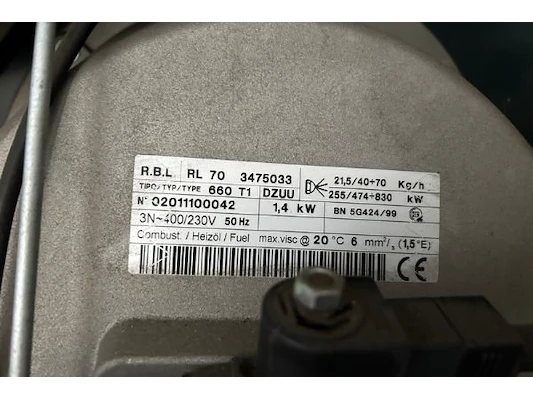 R.B.L. RL 70 3475033 21,5/40÷70 Kg/h
TIPO/TYP/TYPE 660 T1 DZUU 255/474÷830 kW
N° 02011100042 1,4 kW BN 5G424/99
3N~400/230V 50 Hz
Combust. / Heizöl / Fuel max.visc @ 20 °C 6 mm²/s (1,5°E)
CE